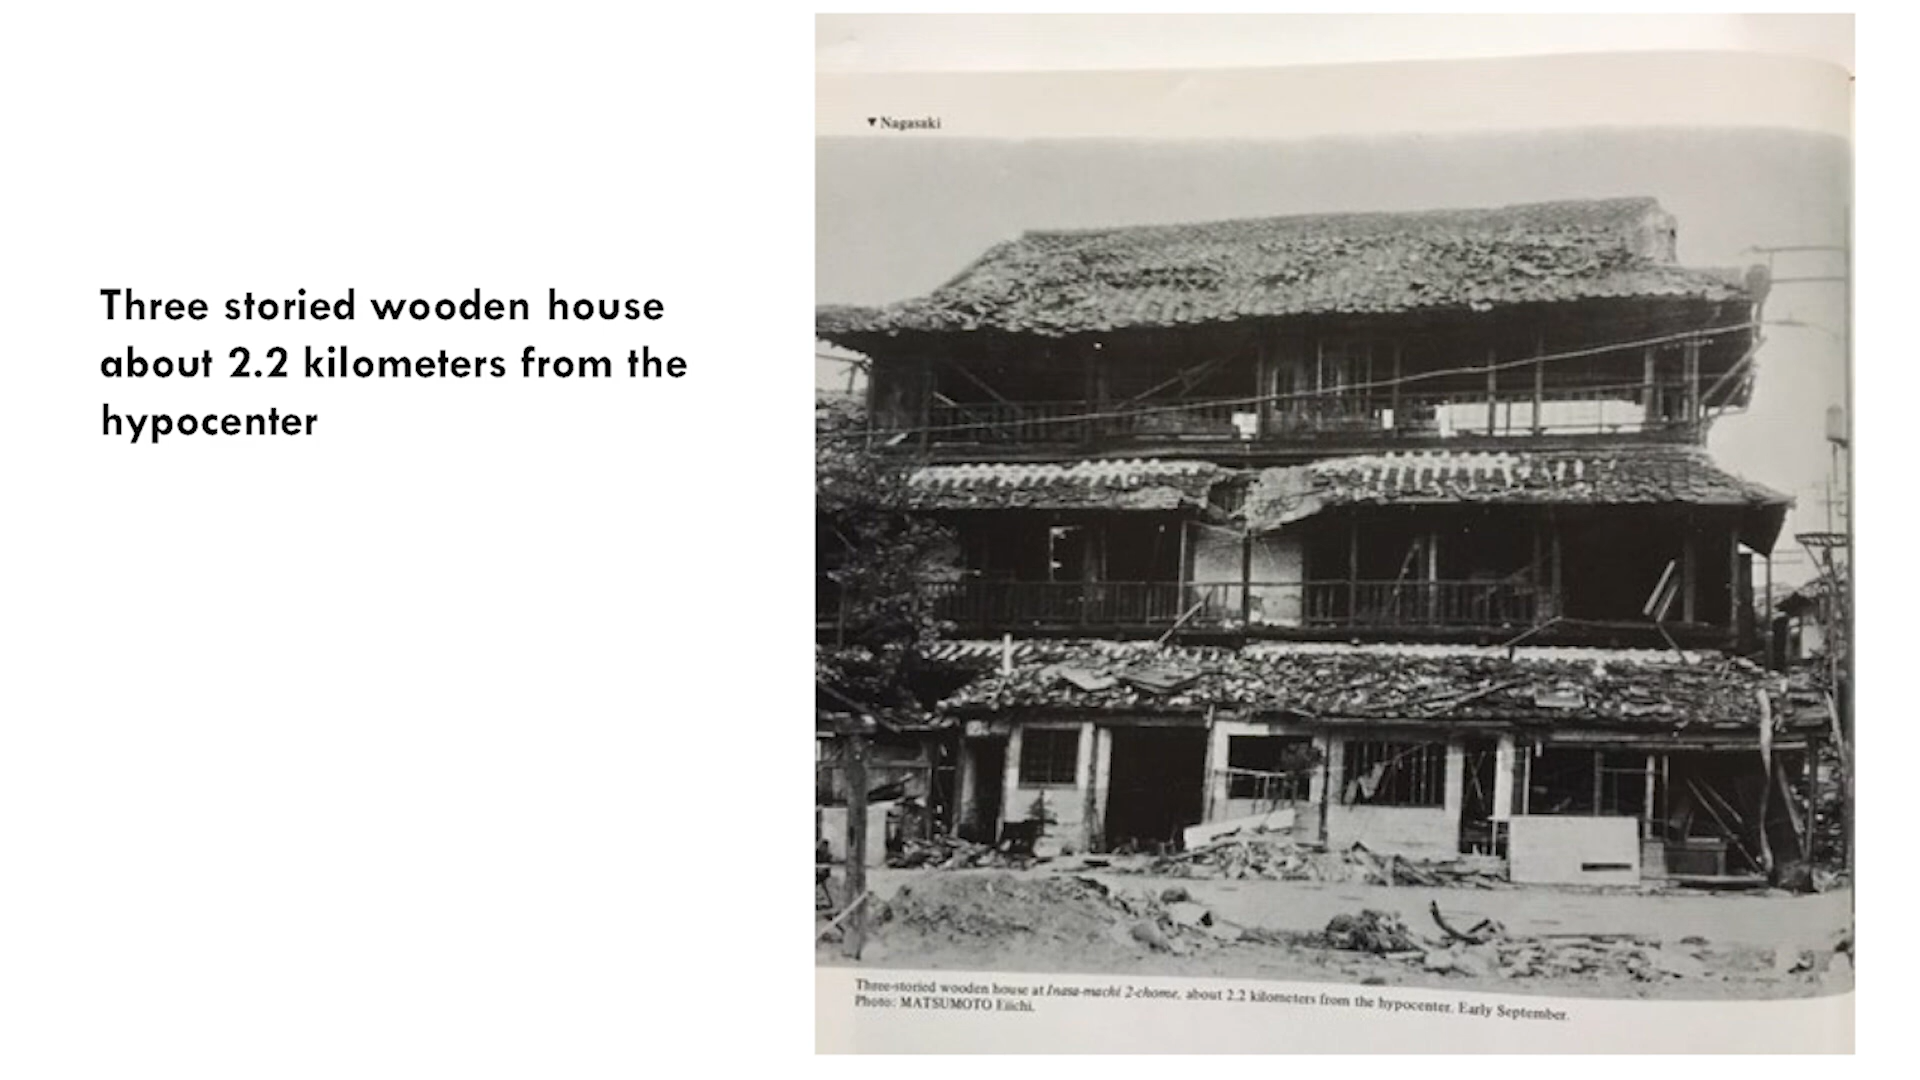 Three storied wooden house
about 2.2 kilometers from the
hypocenter
▼ Nagasaki
Three-storied wooden house at Inasa-machi 2-chome, about 2.2 kilometers from the hypocenter. Early September.
Photo: MATSUMOTO Eiichi.